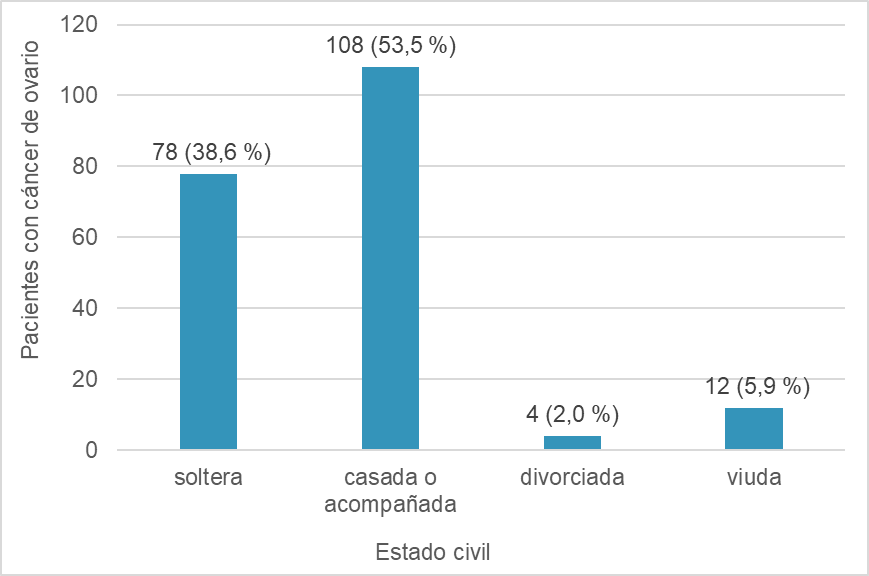 Pacientes con cáncer de ovario
120
100
80
60
40
20
0
78 (38,6 %)
108 (53,5 %)
4 (2,0 %)
12 (5,9 %)
soltera
casada o
acompañada
divorciada
viuda
Estado civil